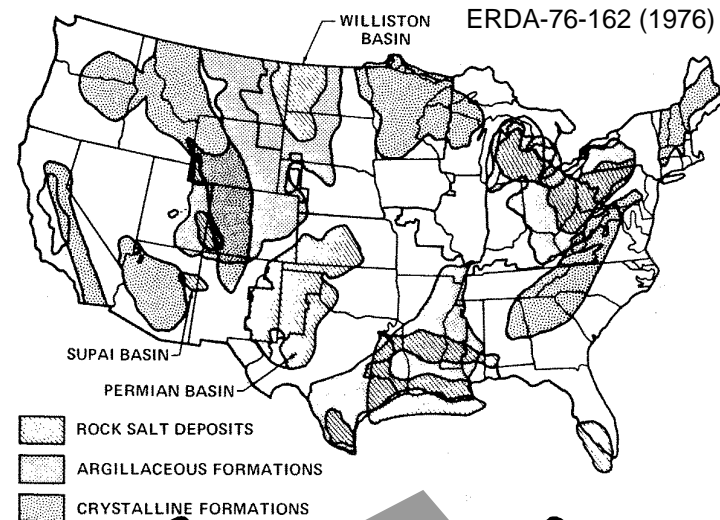 ERDA-76-162 (1976)
WILLISTON
BASIN
SUPAI BASIN
PERMIAN BASIN
ROCK SALT DEPOSITS
ARGILLACEOUS FORMATIONS
CRYSTALLINE FORMATIONS